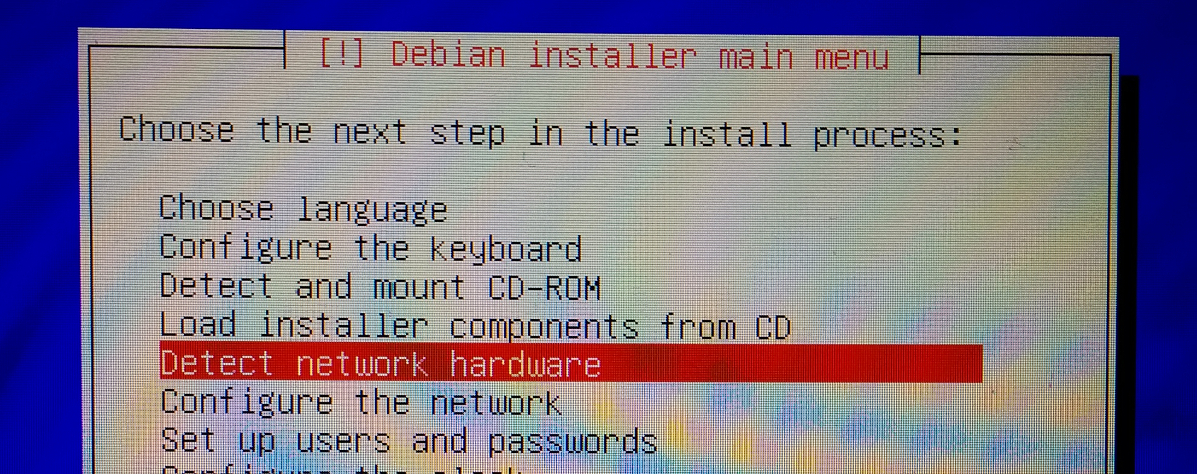 [!] Debian installer main menu
Choose the next step in the install process:
Choose language
Configure the keyboard
Detect and mount CD-ROM
Load installer components from CD
Detect network hardware
Configure the network
Set up users and passwords